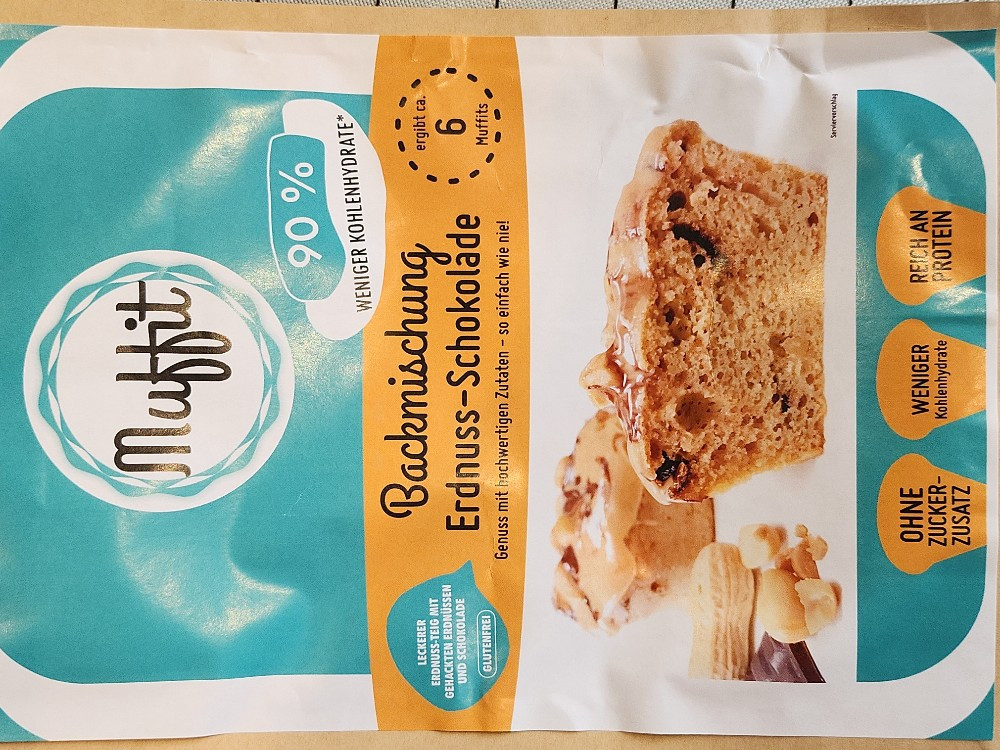 Muffit
90 %
WENIGER KOHLENHYDRATE*
Backmischung
Erdnuss-Schokolade
Genuss mit hochwertigen Zutaten – so einfach wie nie!
ergibt ca.
6
Muffits
LECKERER
ERDNUSS-TEIG MIT
GEHACKTEN ERDNÜSSEN
UND SCHOKOLADE
GLUTENFREI
Serviervorschlag
OHNE
ZUCKER-
ZUSATZ
WENIGER
Kohlenhydrate
REICH AN
PROTEIN